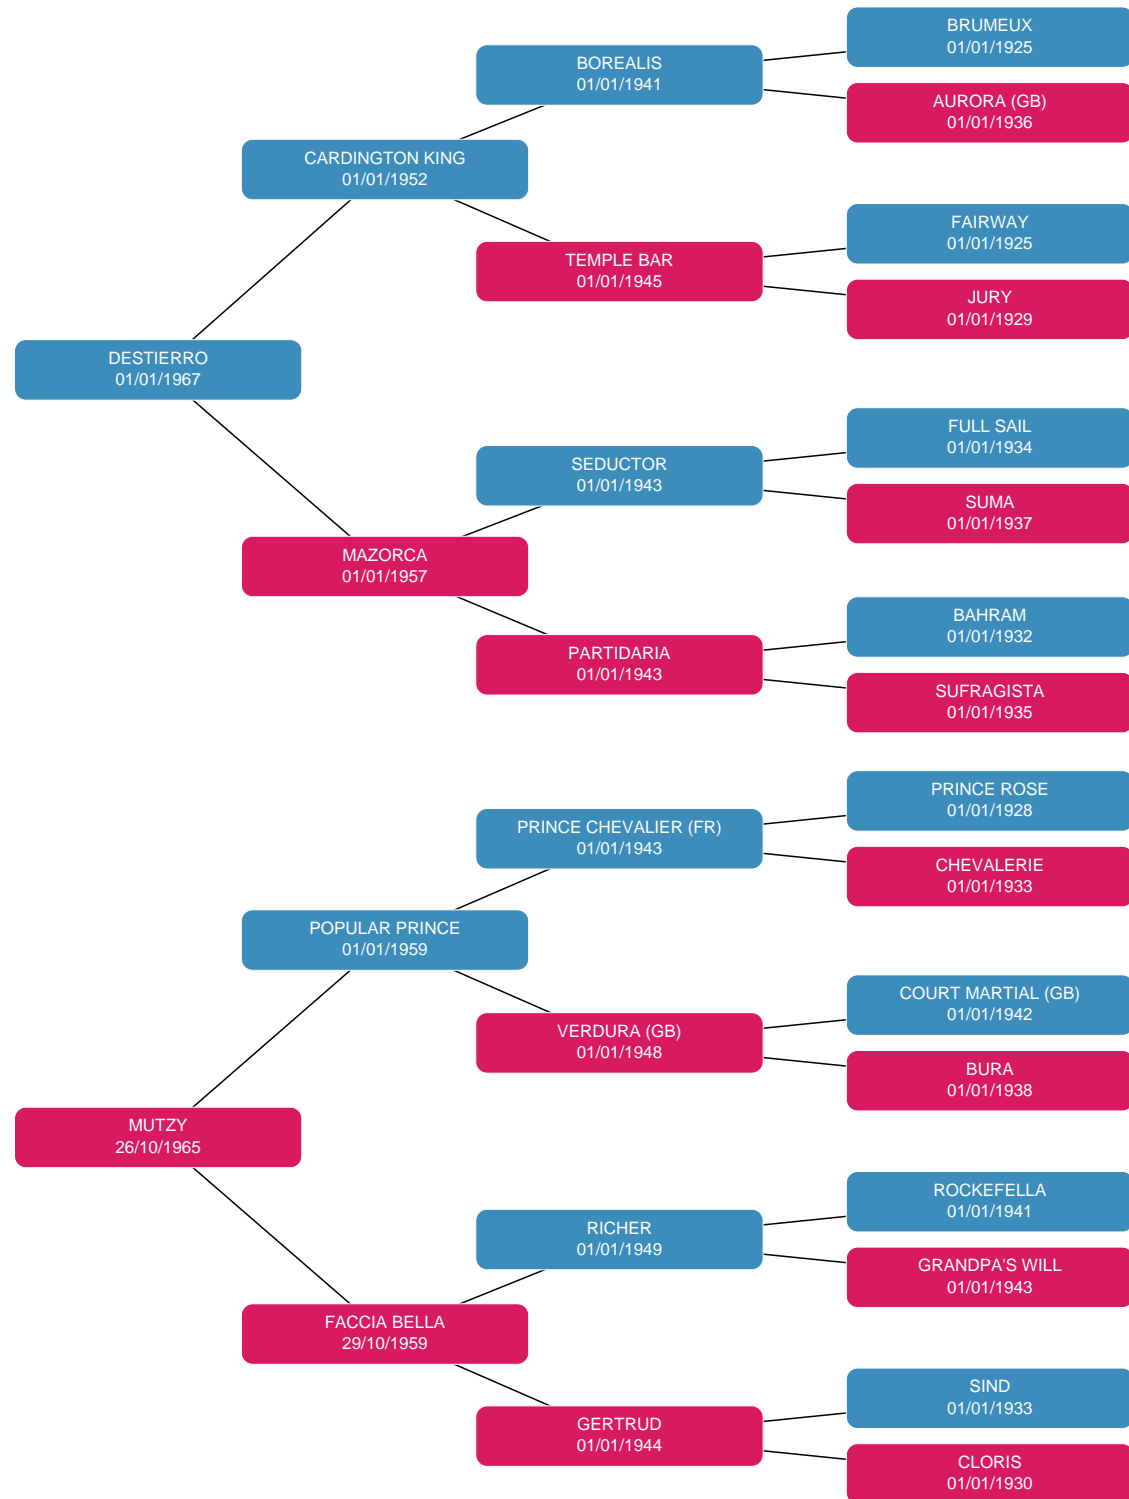 BRUMEUX
01/01/1925
BOREALIS
01/01/1941
AURORA (GB)
01/01/1936
CARDINGTON KING
01/01/1952
FAIRWAY
01/01/1925
TEMPLE BAR
01/01/1945
JURY
01/01/1929
DESTIERRO
01/01/1967
FULL SAIL
01/01/1934
SEDUCTOR
01/01/1943
SUMA
01/01/1937
MAZORCA
01/01/1957
BAHRAM
01/01/1932
PARTIDARIA
01/01/1943
SUFRAGISTA
01/01/1935
PRINCE ROSE
01/01/1928
PRINCE CHEVALIER (FR)
01/01/1943
CHEVALERIE
01/01/1933
POPULAR PRINCE
01/01/1959
COURT MARTIAL (GB)
01/01/1942
VERDURA (GB)
01/01/1948
BURA
01/01/1938
MUTZY
26/10/1965
ROCKEFELLA
01/01/1941
RICHER
01/01/1949
GRANDPA'S WILL
01/01/1943
FACCIA BELLA
29/10/1959
SIND
01/01/1933
GERTRUD
01/01/1944
CLORIS
01/01/1930